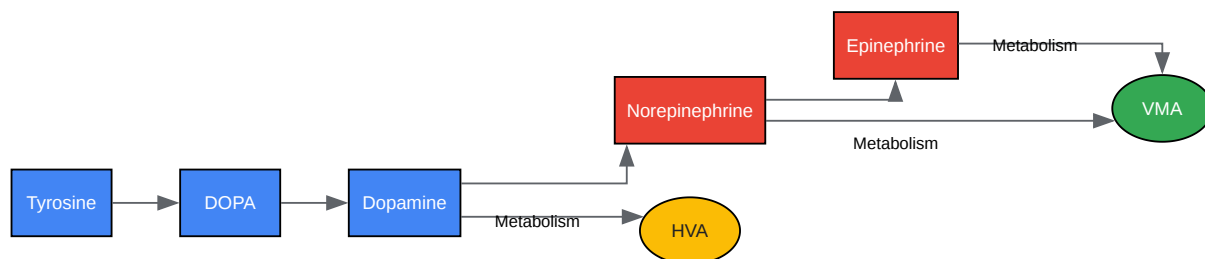 Epinephrine
Metabolism
Norepinephrine
VMA
Metabolism
Tyrosine
DOPA
Dopamine
Metabolism
HVA